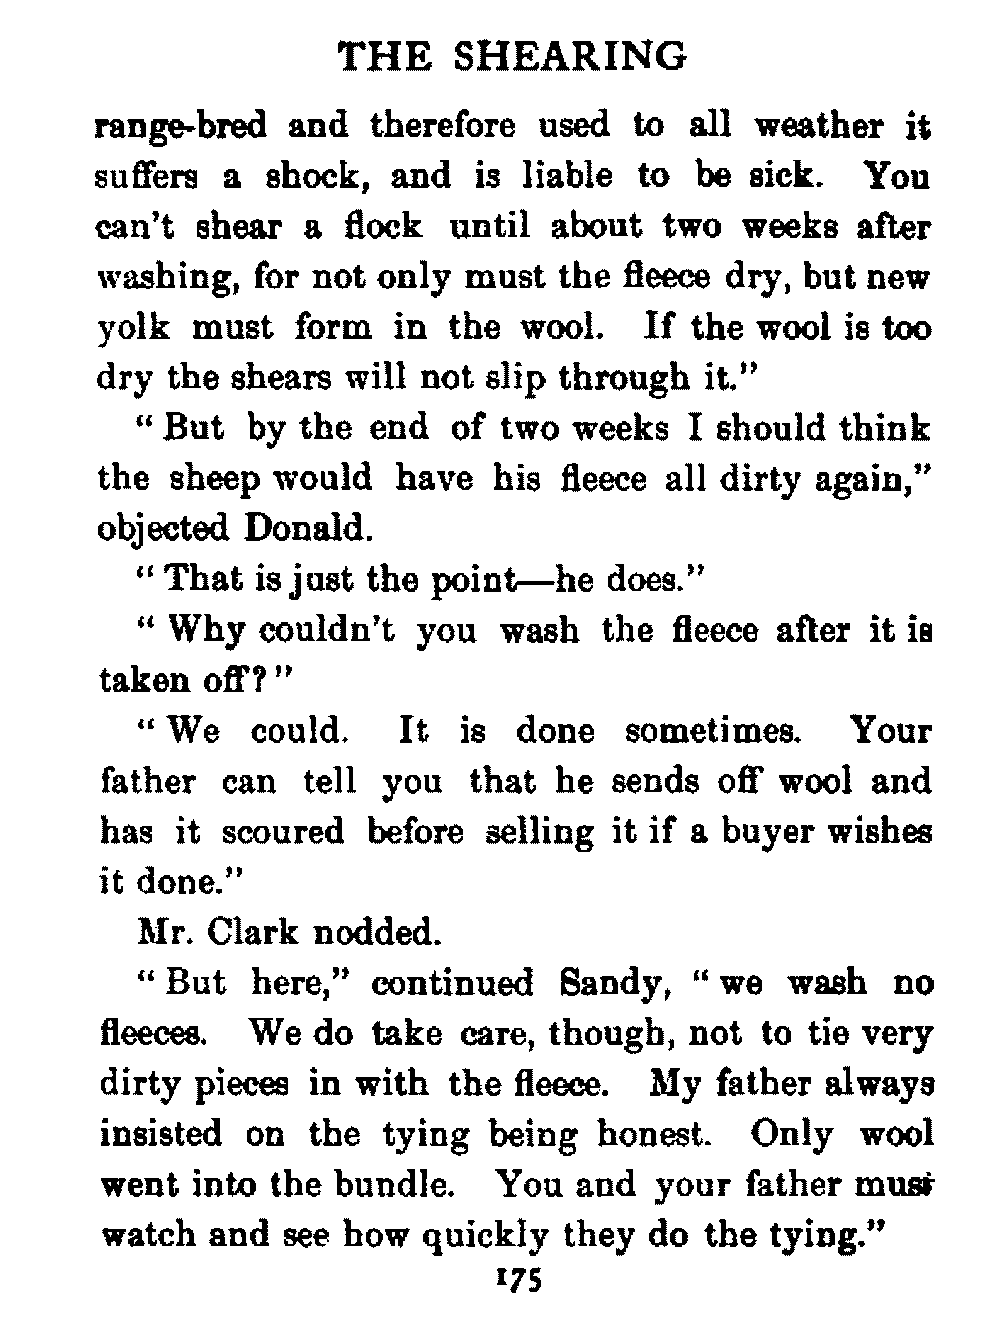 THE SHEARING
range-bred and therefore used to all weather it
suffers a shock, and is liable to be sick. You
can't shear a flock until about two weeks after
washing, for not only must the fleece dry, but new
yolk must form in the wool. If the wool is too
dry the shears will not slip through it."
"But by the end of two weeks I should think
the sheep would have his fleece all dirty again,"
objected Donald.
"That is just the point—he does."
"Why couldn't you wash the fleece after it is
taken off?"
"We could. It is done sometimes. Your
father can tell you that he sends off wool and
has it scoured before selling it if a buyer wishes
it done."
Mr. Clark nodded.
"But here," continued Sandy, "we wash no
fleeces. We do take care, though, not to tie very
dirty pieces in with the fleece. My father always
insisted on the tying being honest. Only wool
went into the bundle. You and your father must
watch and see how quickly they do the tying."
175